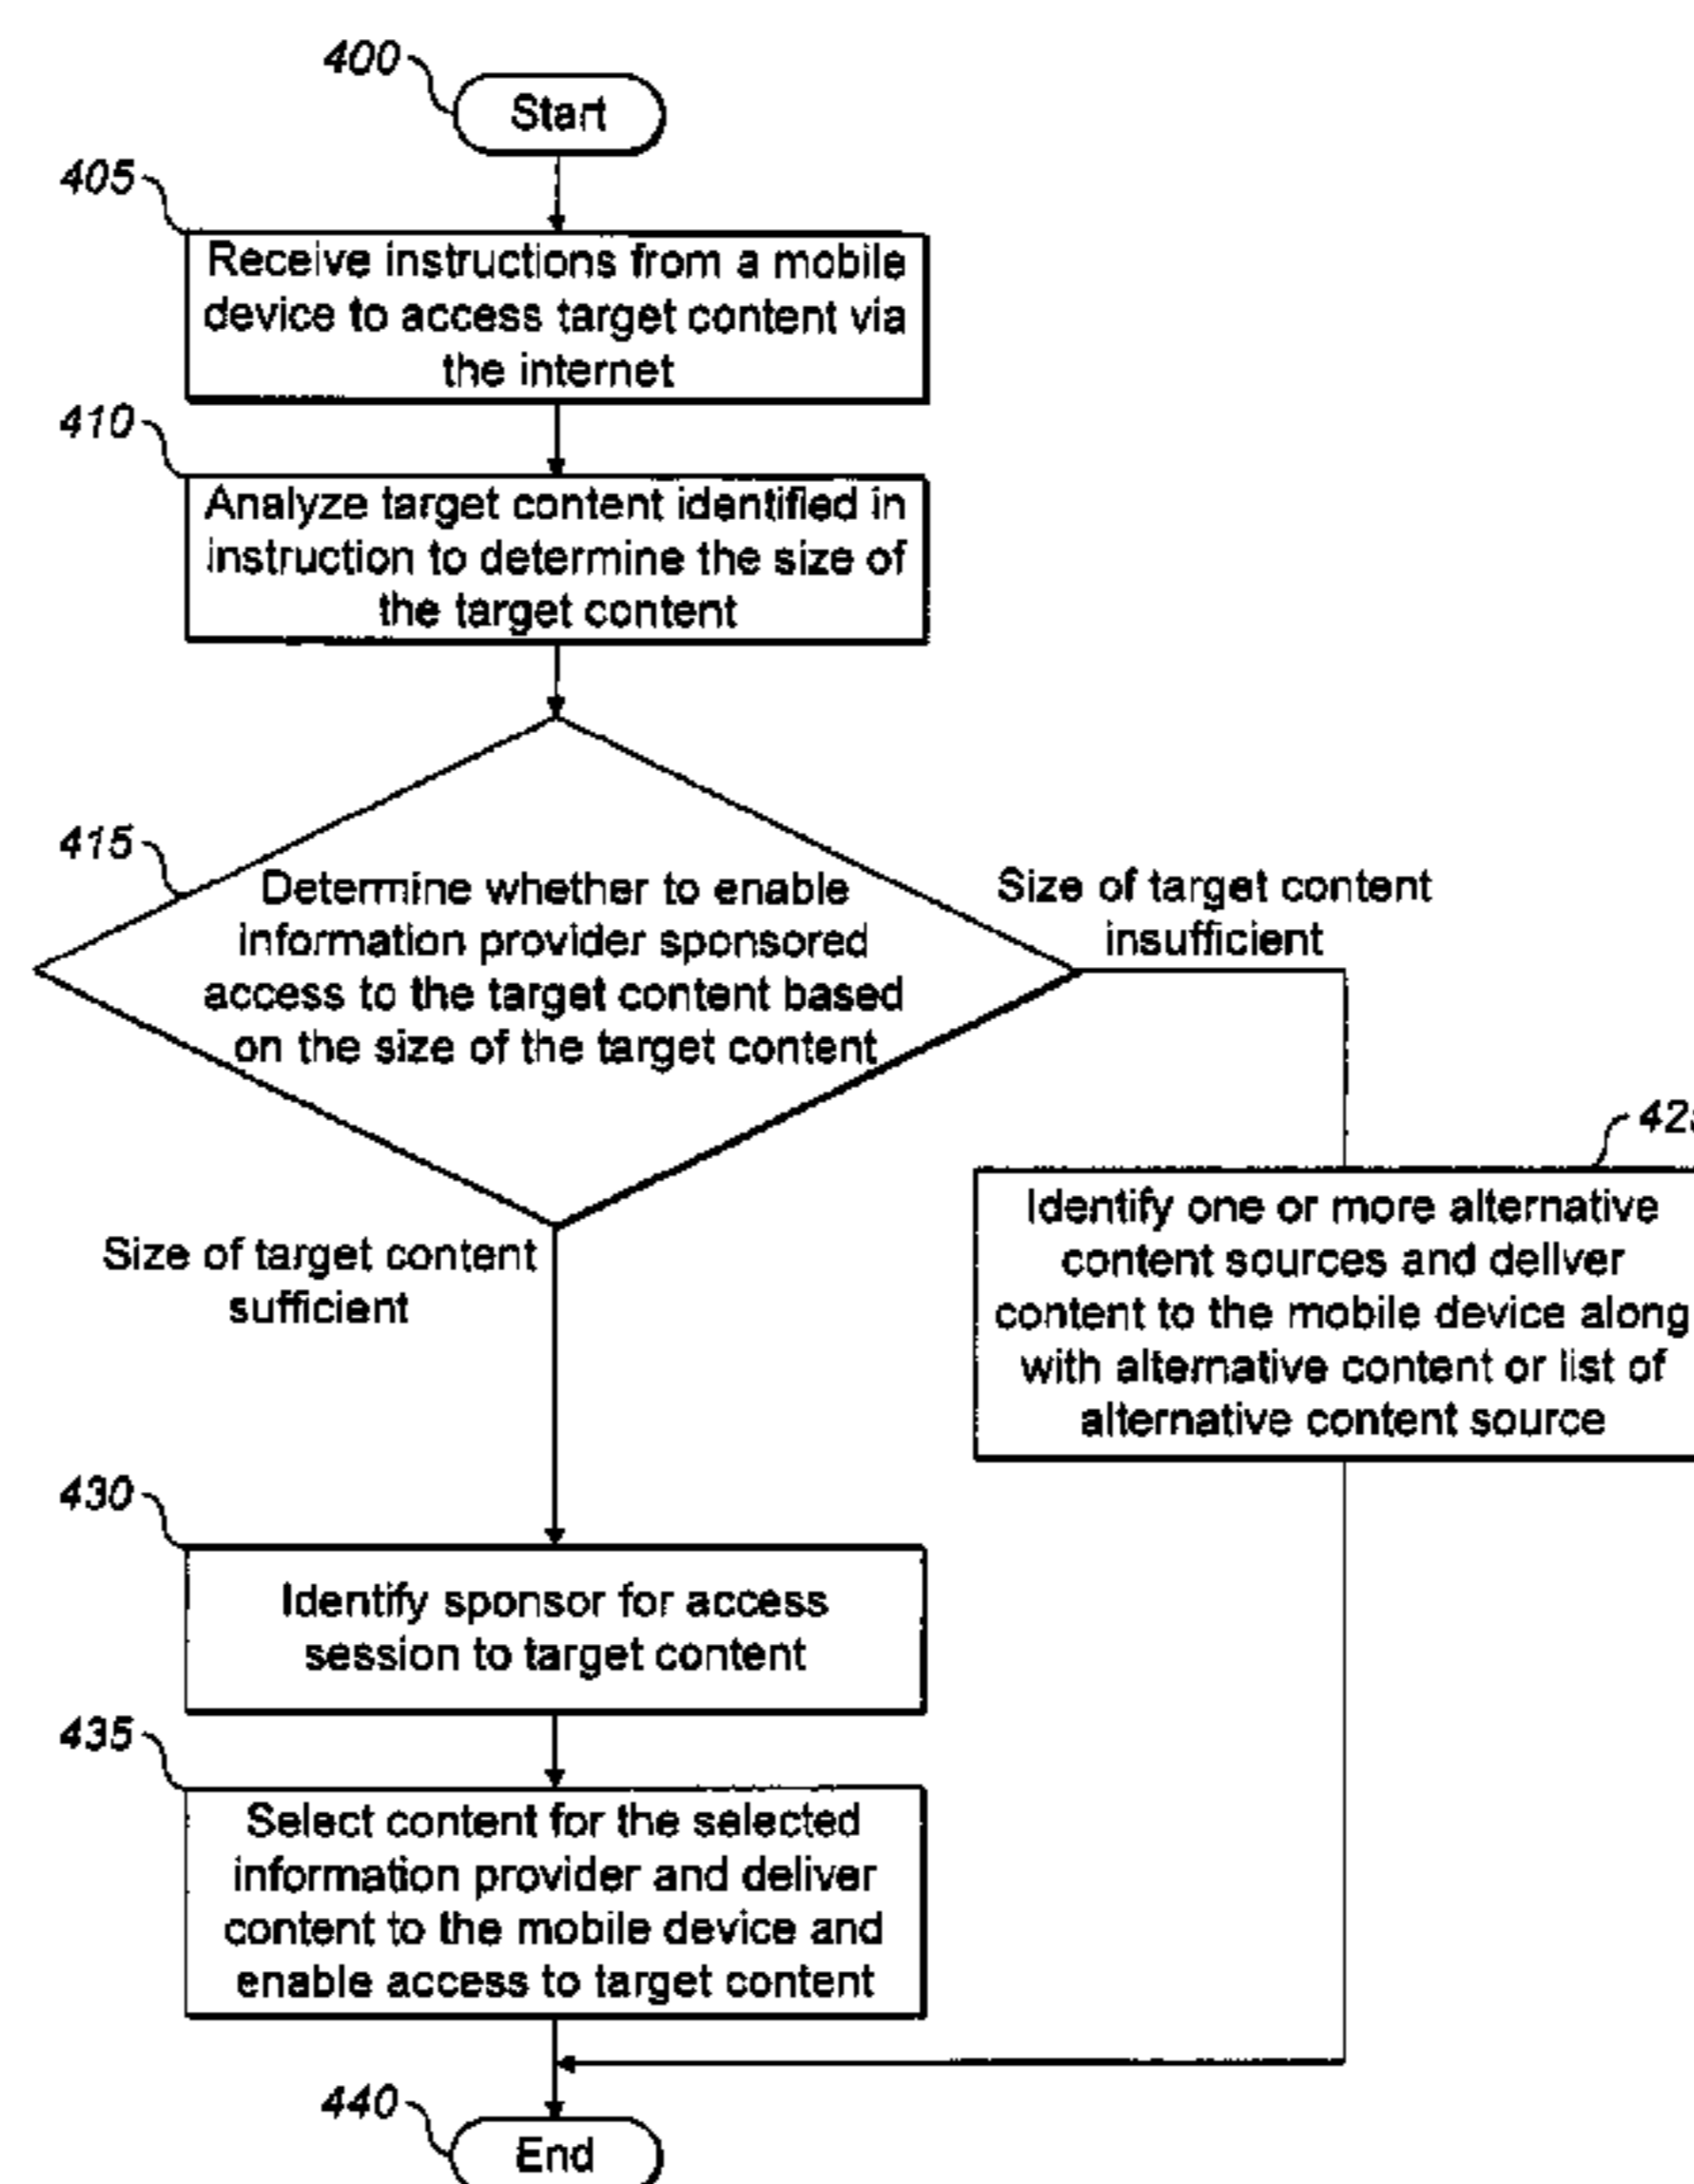 400
Start
405
Receive instructions from a mobile
device to access target content via
the internet
410
Analyze target content identified in
instruction to determine the size of
the target content
415
Determine whether to enable
information provider sponsored
access to the target content based
on the size of the target content
Size of target content
insufficient
Size of target content
sufficient
Identify one or more alternative
content sources and deliver
content to the mobile device along
with alternative content or list of
alternative content source
430
Identify sponsor for access
session to target content
435
Select content for the selected
information provider and deliver
content to the mobile device and
enable access to target content
440
End